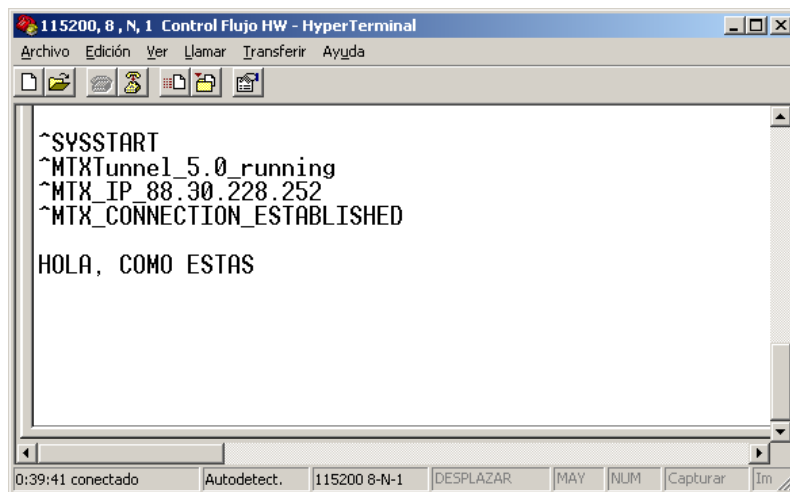 115200, 8 , N, 1 Control Flujo HW - HyperTerminal
Archivo Edición Ver Llamar Transferir Ayuda
^SYSSTART
^MTXTunnel_5.0_running
^MTX_IP_88.30.228.252
^MTX_CONNECTION_ESTABLISHED
HOLA, COMO ESTAS
0:39:41 conectado Autodetect. 115200 8-N-1 DESPLAZAR MAY NUM Capturar Im